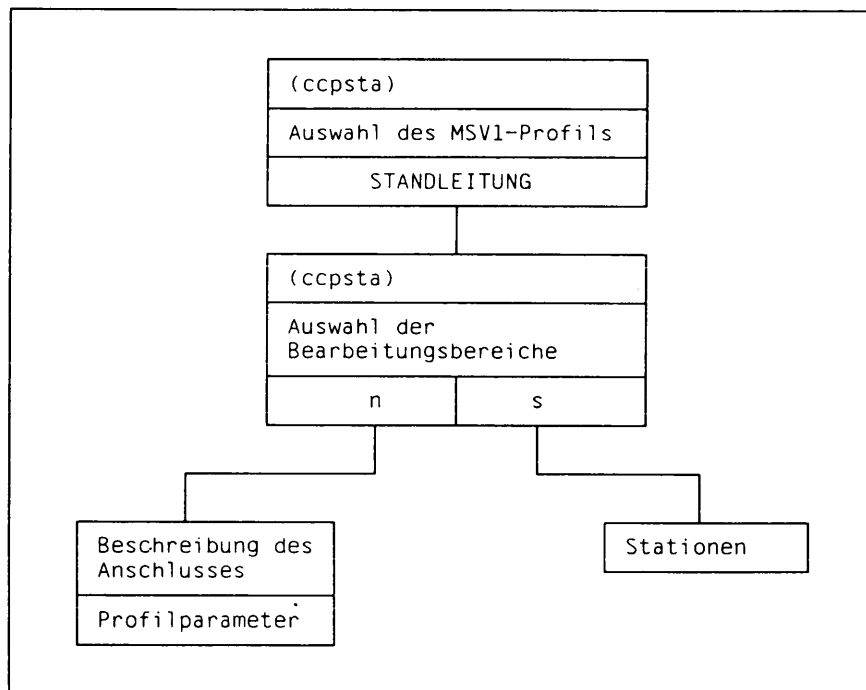 (ccpsta)
Auswahl des MSV1-Profils
STANDLEITUNG
(ccpsta)
Auswahl der
Bearbeitungsbereiche
n s
Beschreibung des
Anschlusses
Profilparameter
Stationen